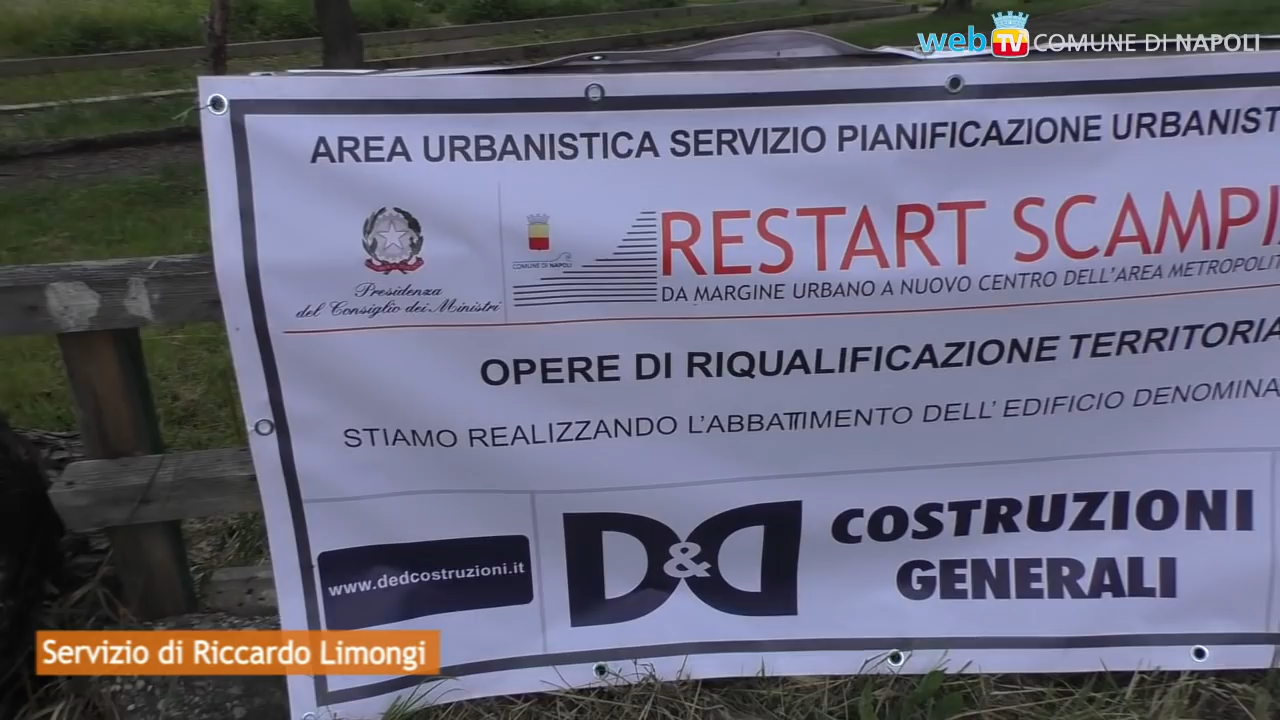 web TV COMUNE DI NAPOLI
AREA URBANISTICA SERVIZIO PIANIFICAZIONE URBANIST
COMUNE DI NAPOLI
RESTART SCAMPI
DA MARGINE URBANO A NUOVO CENTRO DELL'AREA METROPOLIT
Presidenza
del Consiglio dei Ministri
OPERE DI RIQUALIFICAZIONE TERRITORIA
STIAMO REALIZZANDO L'ABBATTIMENTO DELL' EDIFICIO DENOMINA
www.dedcostruzioni.it
D&D
COSTRUZIONI
GENERALI
Servizio di Riccardo Limongi